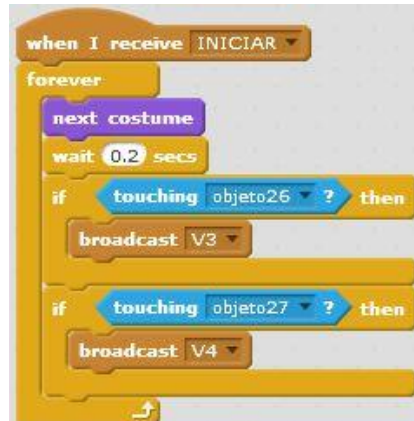 when I receive INICIAR
forever
next costume
wait 0.2 secs
if touching objeto26 ? then
broadcast V3
if touching objeto27 ? then
broadcast V4